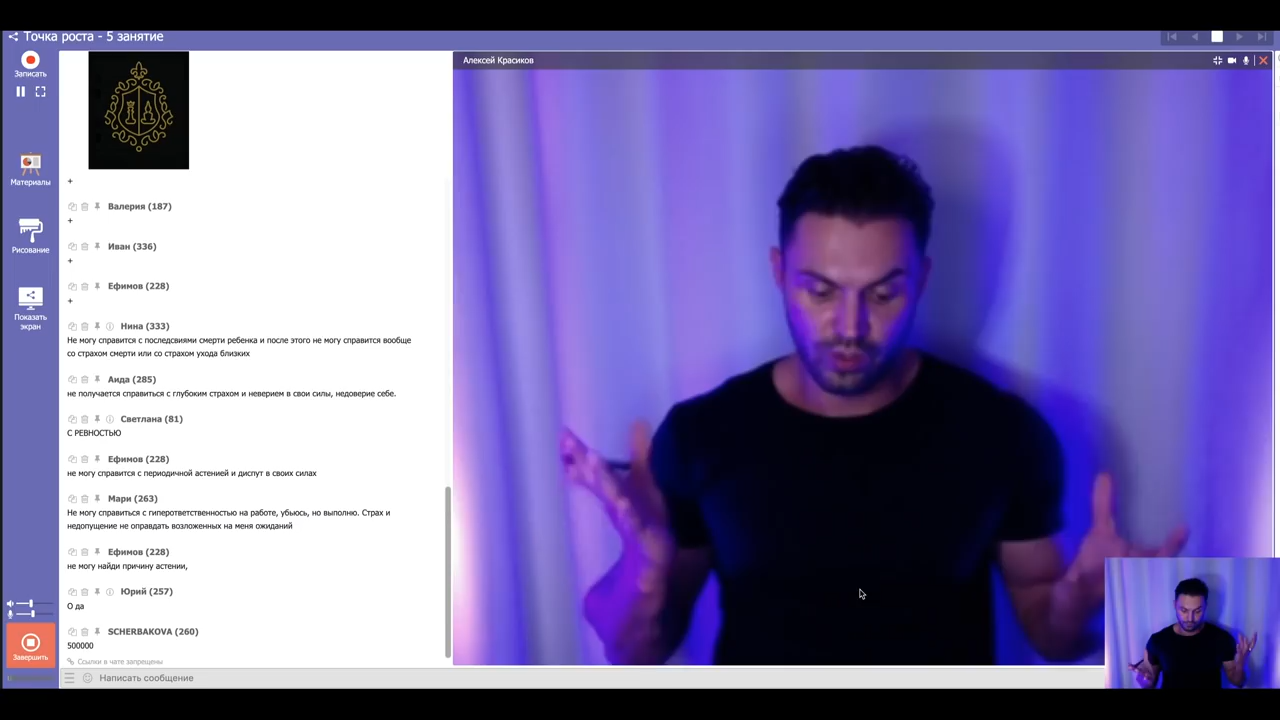 Точка роста - 5 занятие
Записать
Материалы
Рисование
Показать
экран
Завершить
+
Валерия (187)
+
Иван (336)
+
Ефимов (228)
+
Нина (333)
Не могу справится с последсвиями смерти ребенка и после этого не могу справится вообще
со страхом смерти или со страхом ухода близких
Аида (285)
не получается справиться с глубоким страхом и неверием в свои силы, недоверие себе.
Светлана (81)
С РЕВНОСТЬЮ
Ефимов (228)
не могу справится с периодичной астенией и диспут в своих силах
Мари (263)
Не могу справиться с гиперответственностью на работе, убьюсь, но выполню. Страх и
недопущение не оправдать возложенных на меня ожиданий
Ефимов (228)
не могу найди причину астении,
Юрий (257)
О да
SCHERBAKOVA (260)
500000
Ссылки в чате запрещены
Написать сообщение
Алексей Красиков